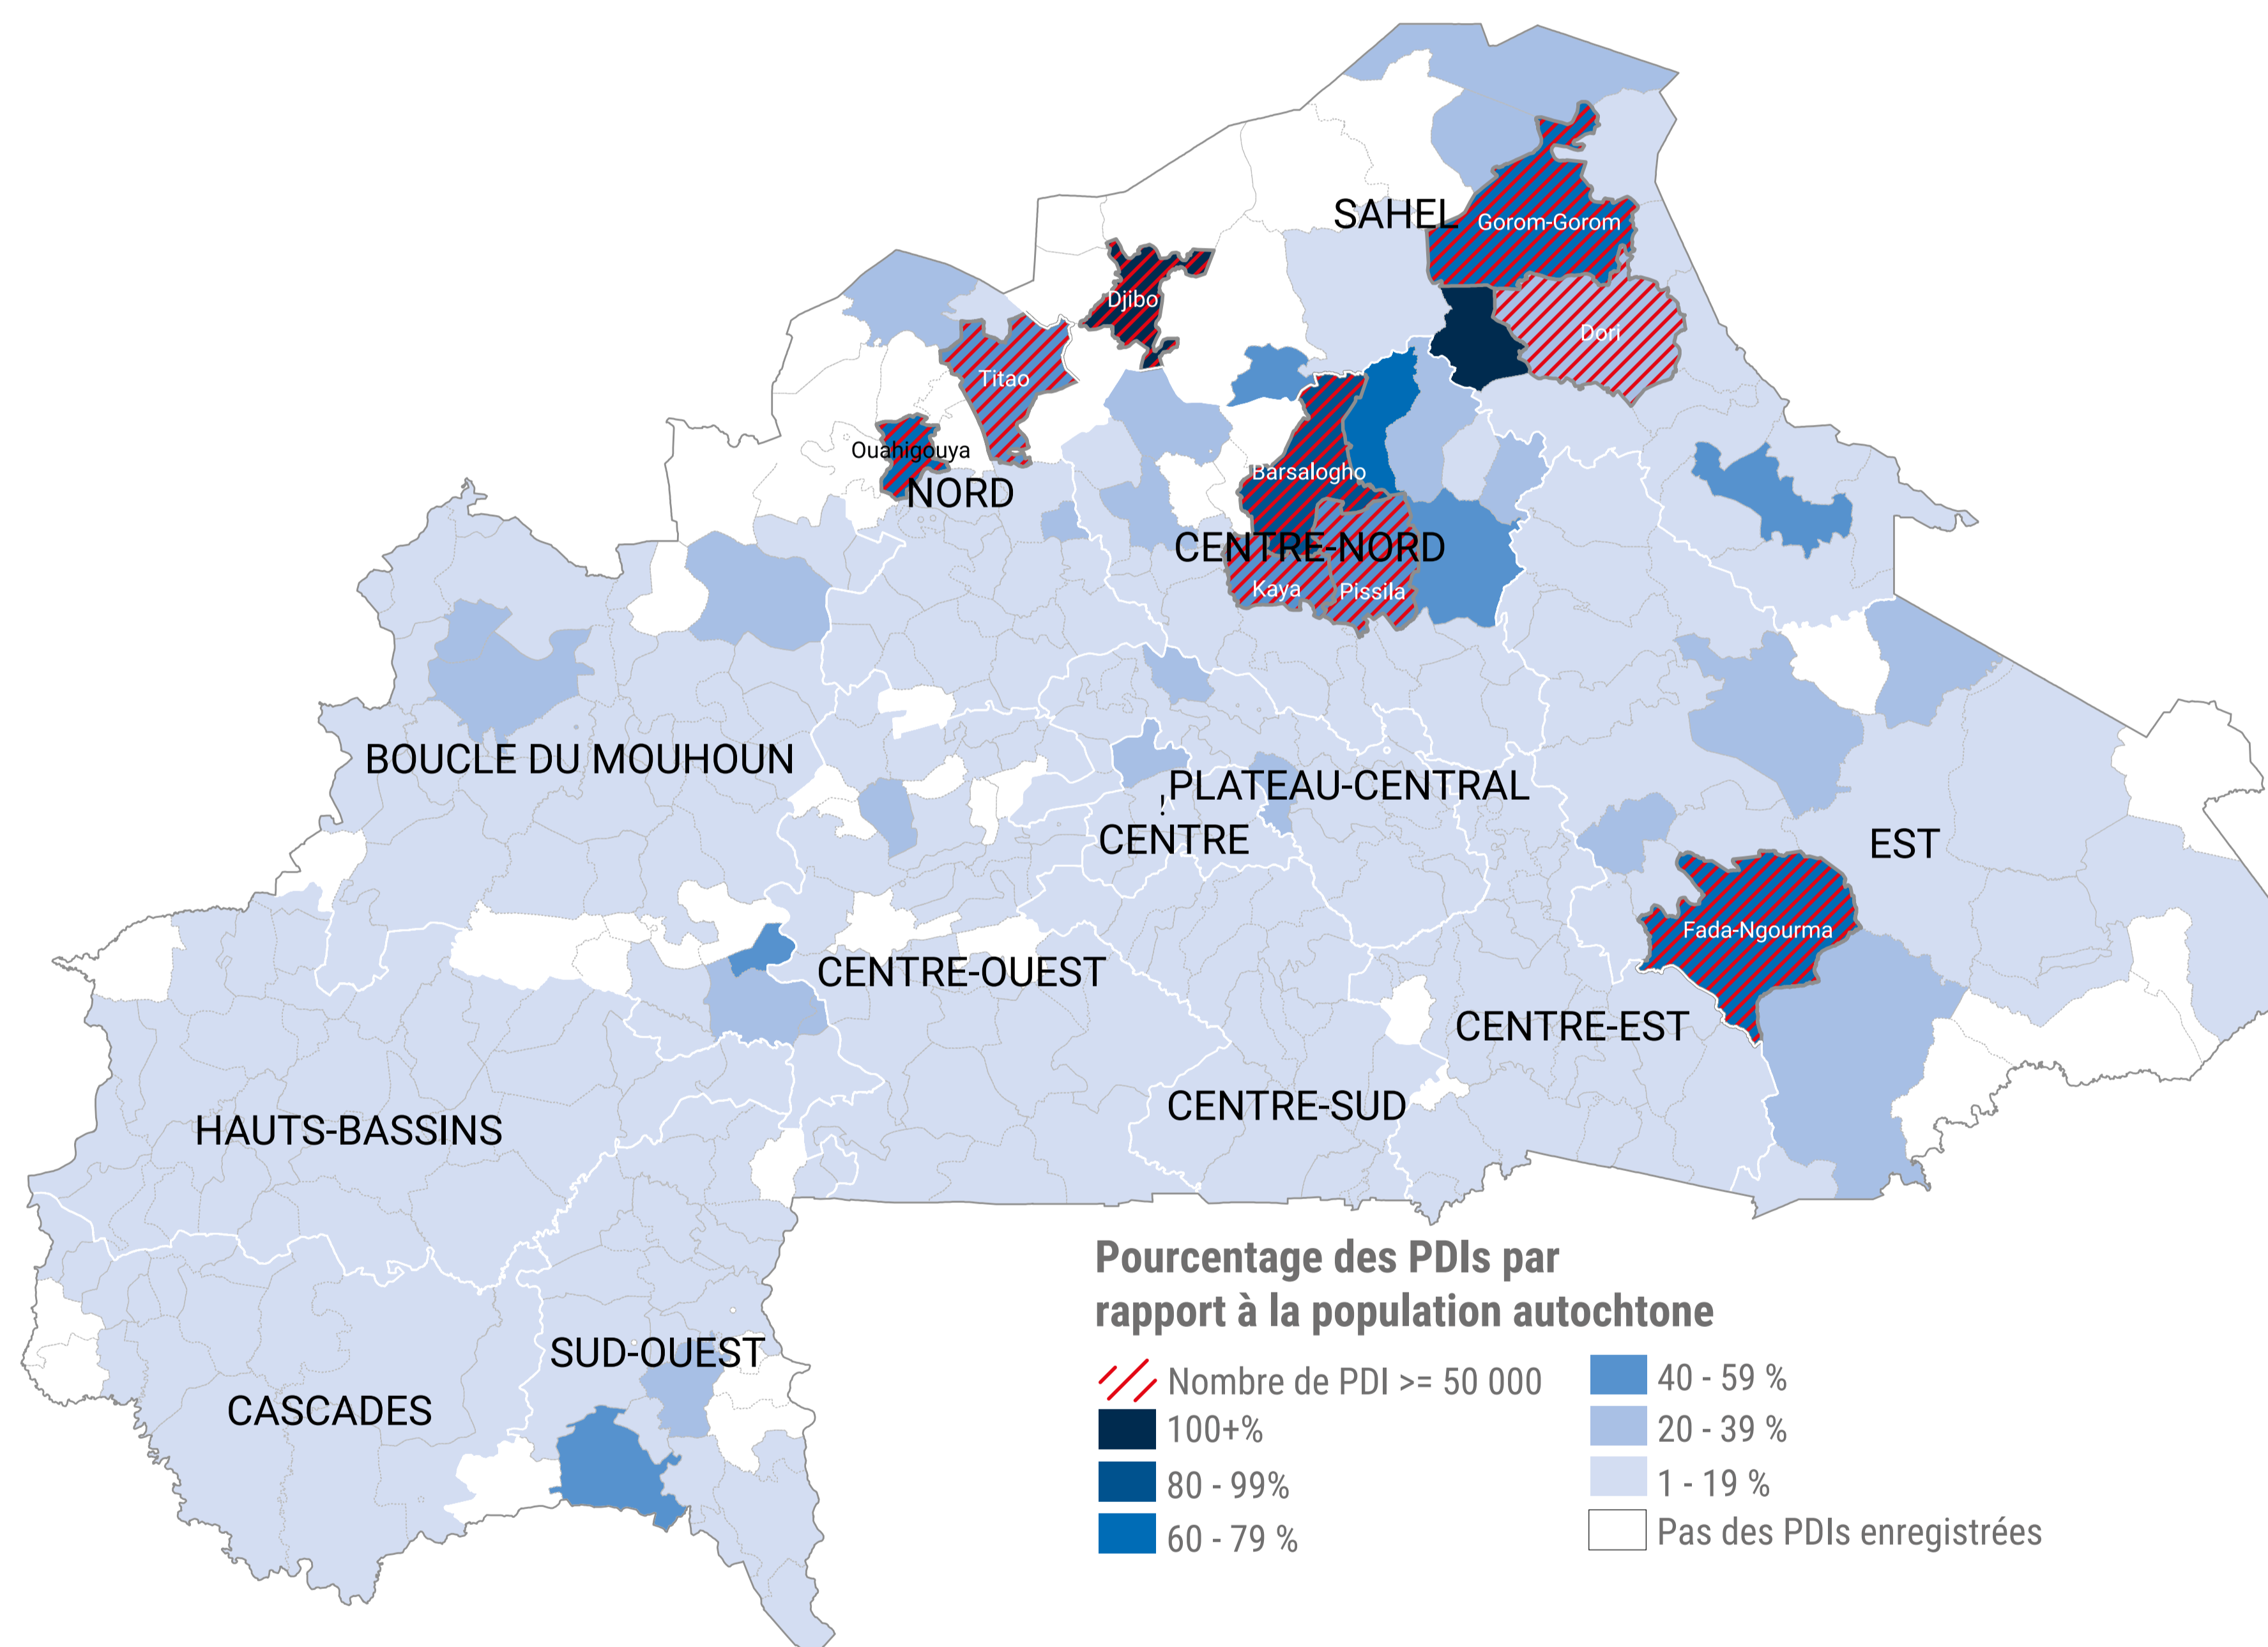 SAHEL
Gorom-Gorom
Djibo
Dori
Titao
Ouahigouya
Barsalogho
NORD
CENTRE-NORD
Kaya
Pissila
BOUCLE DU MOUHOUN
PLATEAU-CENTRAL
!
CENTRE
EST
Fada-Ngourma
CENTRE-OUEST
CENTRE-EST
CENTRE-SUD
HAUTS-BASSINS
SUD-OUEST
CASCADES
Pourcentage des PDIs par
rapport à la population autochtone
Nombre de PDI >= 50 000
100+%
80 - 99%
60 - 79 %
40 - 59 %
20 - 39 %
1 - 19 %
Pas des PDIs enregistrées